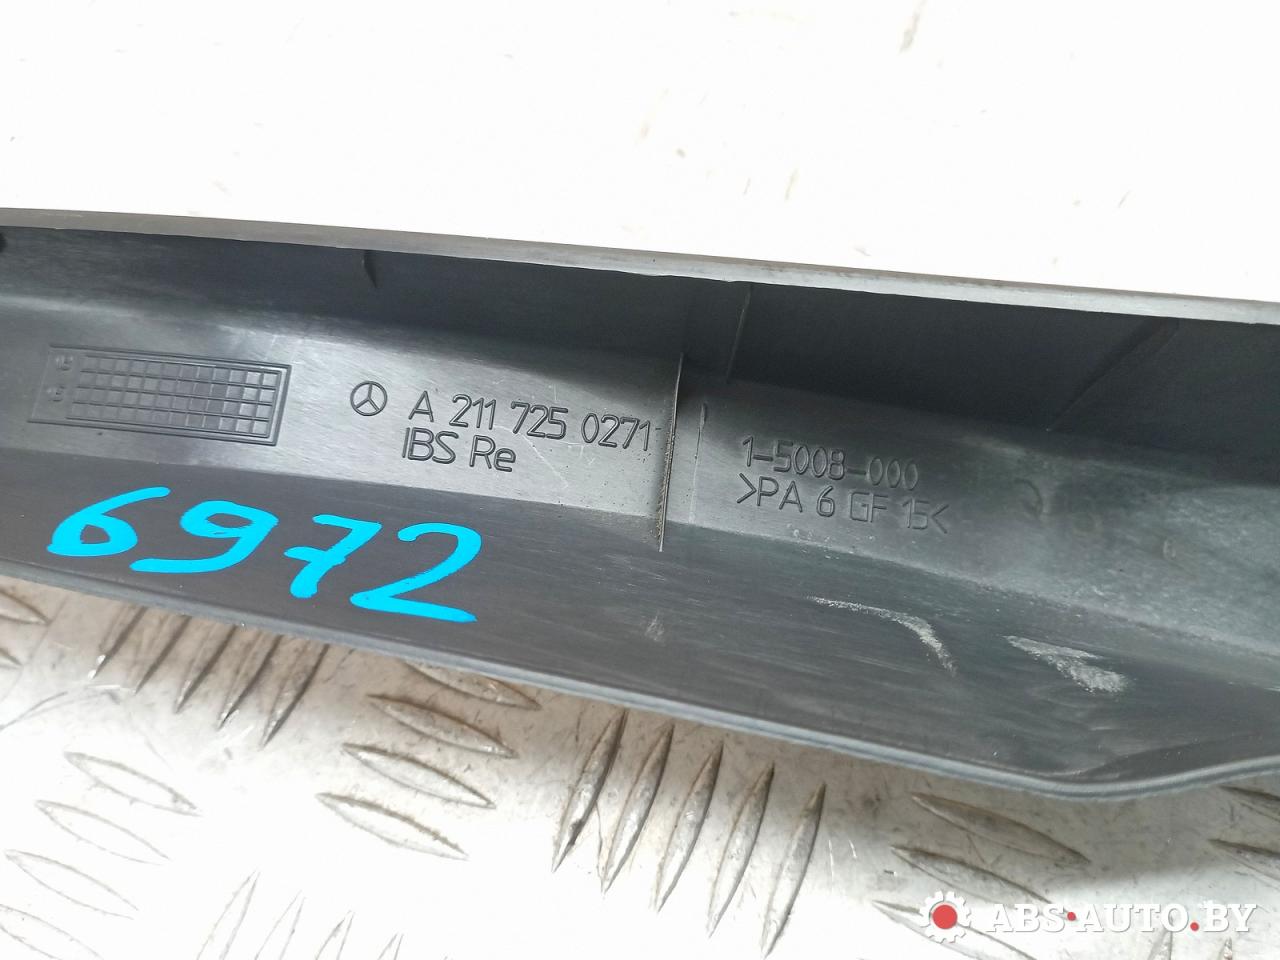 A 211 725 0271
IBS Re
1-5008-000
>PA 6 GF 15<
6972
ABS-AUTO.BY